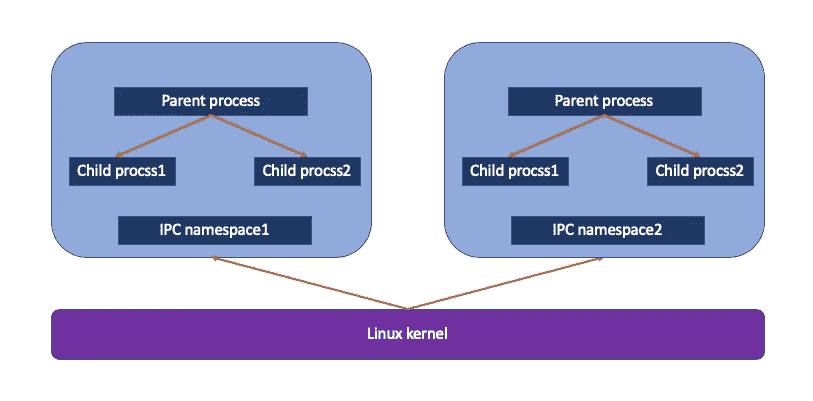 Parent process
Child procss1
Child procss2
IPC namespace1
Parent process
Child procss1
Child procss2
IPC namespace2
Linux kernel